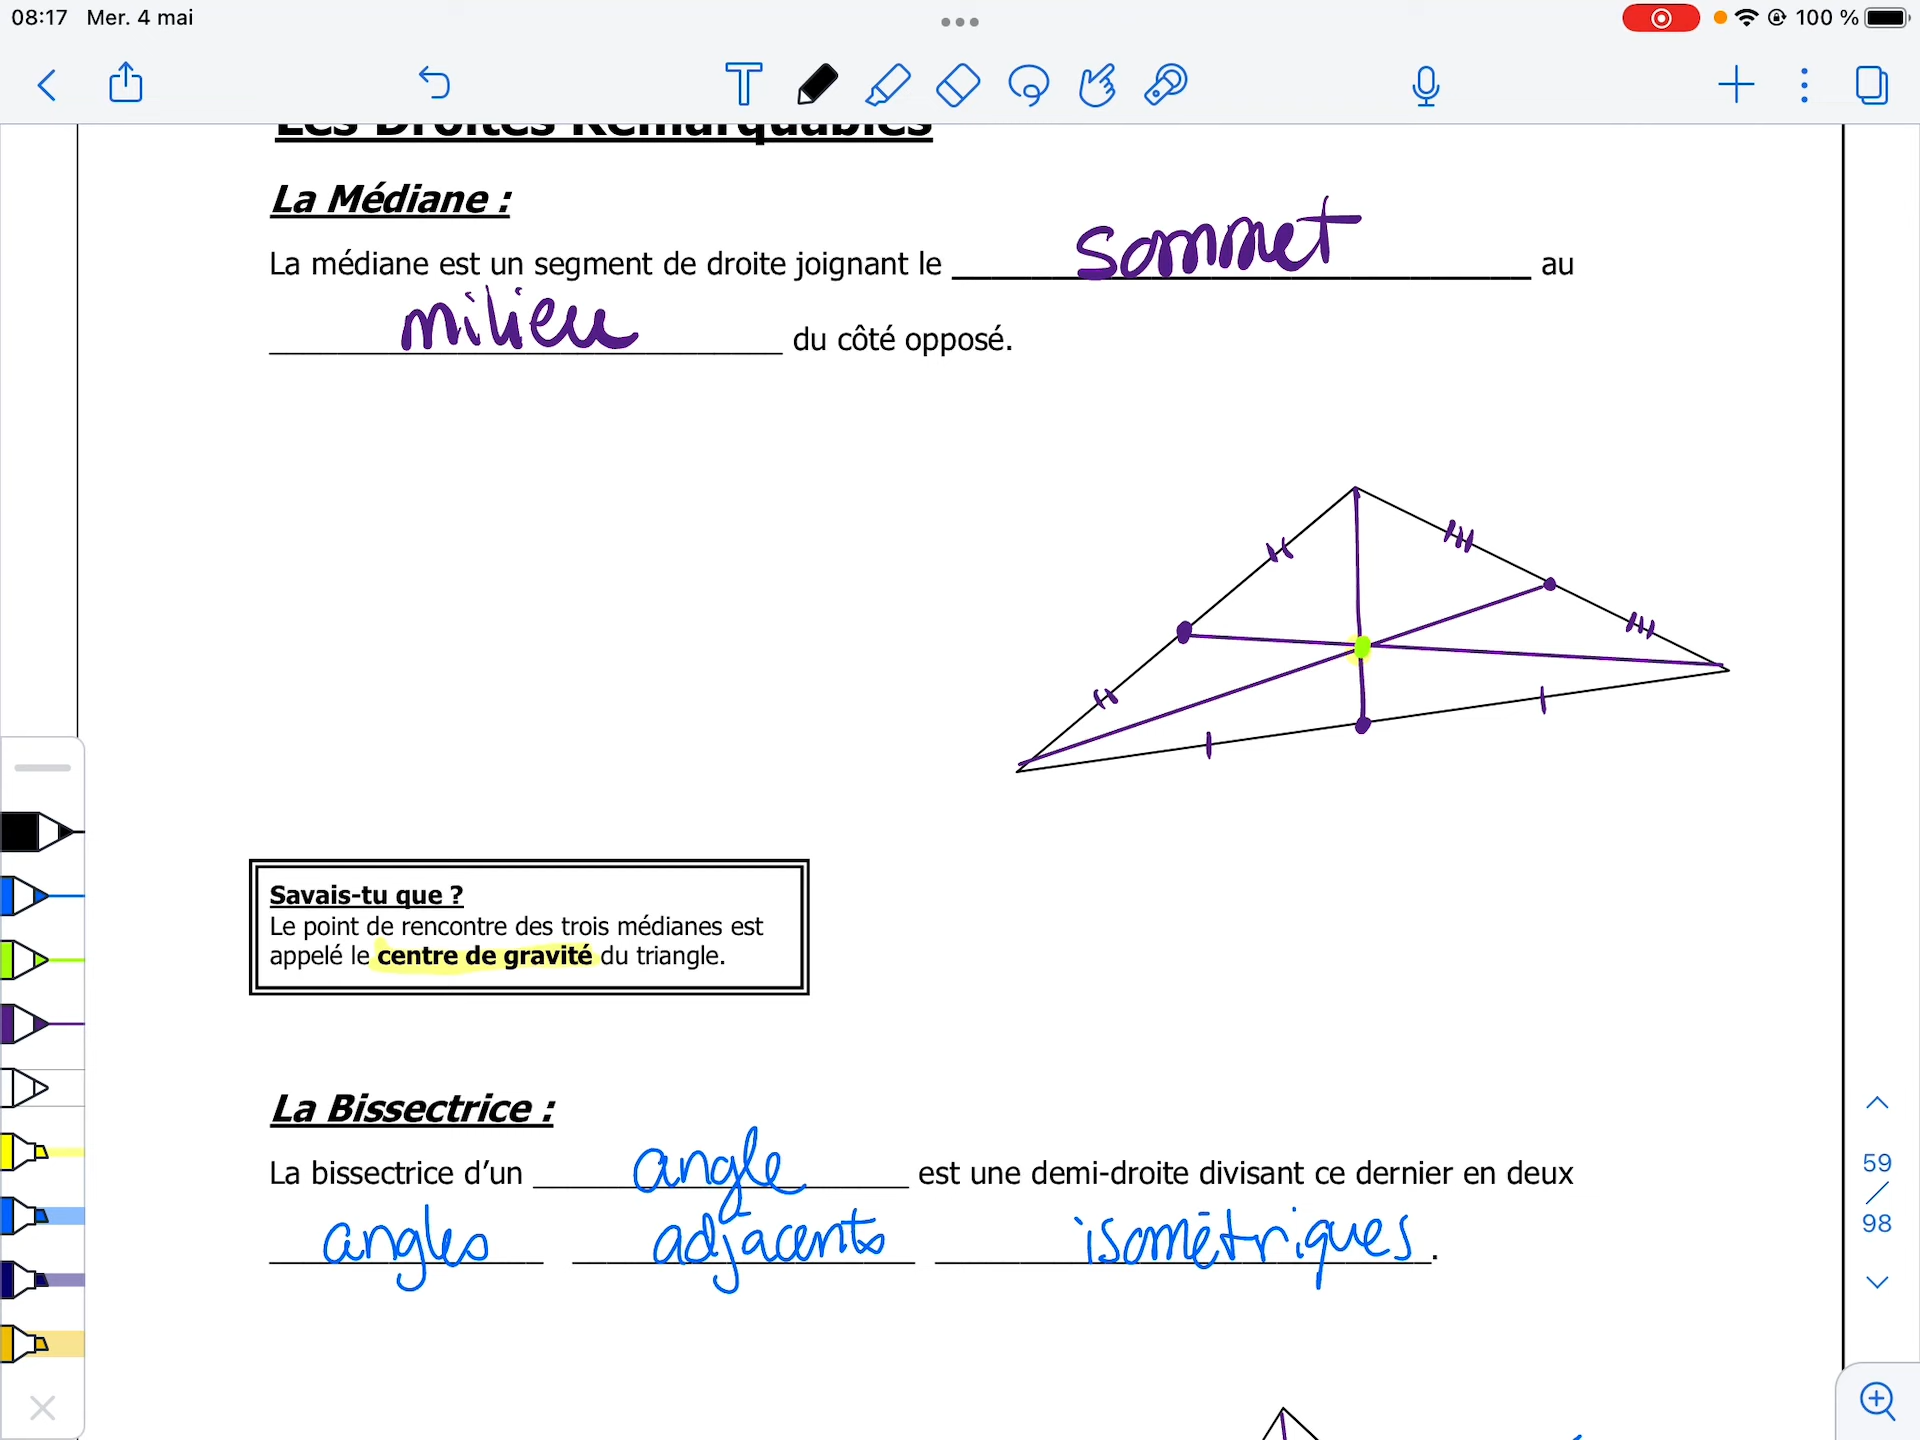 08:17 Mer. 4 mai
100 %
Les Droites Remarquables
La Médiane :
La médiane est un segment de droite joignant le sommet au
milieu du côté opposé.
Savais-tu que ?
Le point de rencontre des trois médianes est
appelé le centre de gravité du triangle.
La Bissectrice :
La bissectrice d’un angle est une demi-droite divisant ce dernier en deux
angles adjacents isométriques.
59
/
98